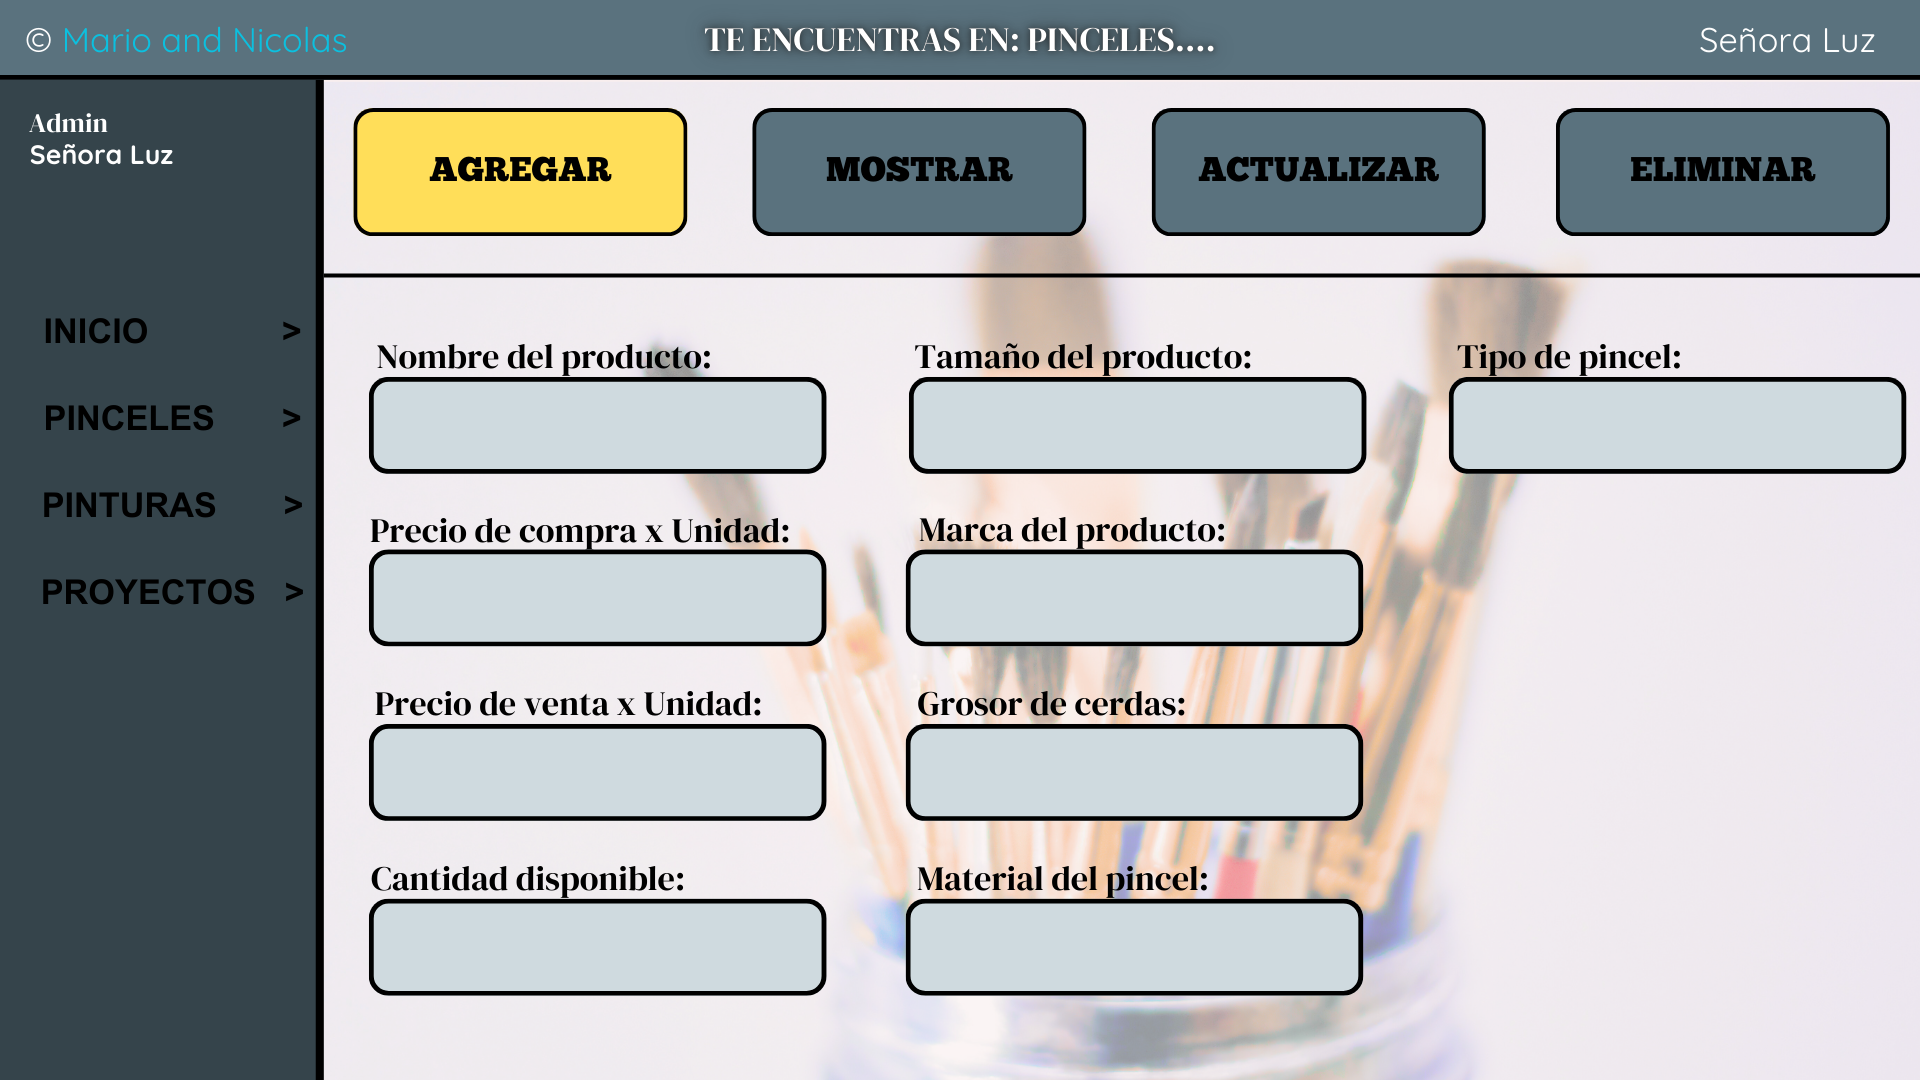 © Mario and Nicolas
TE ENCUENTRAS EN: PINCELES....
Señora Luz
Admin
Señora Luz
INICIO >
PINCELES >
PINTURAS >
PROYECTOS >
AGREGAR
MOSTRAR
ACTUALIZAR
ELIMINAR
Nombre del producto:
Tamaño del producto:
Tipo de pincel:
Precio de compra x Unidad:
Marca del producto:
Precio de venta x Unidad:
Grosor de cerdas:
Cantidad disponible:
Material del pincel: